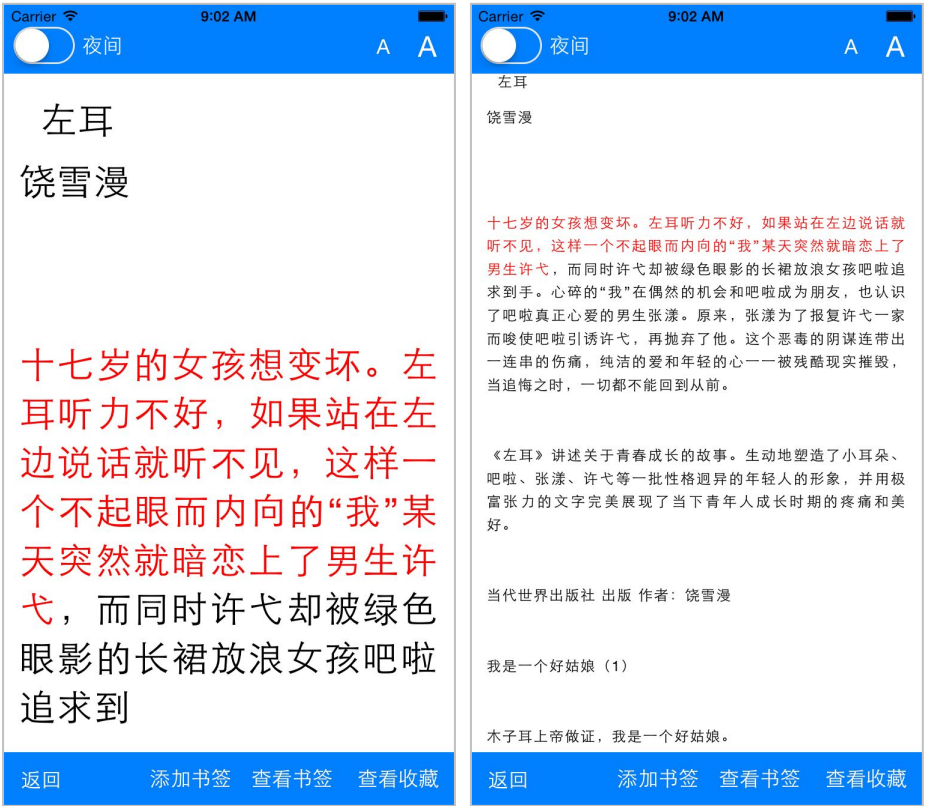 Carrier 9:02 AM
夜间 A A
左耳
饶雪漫
十七岁的女孩想变坏。左
耳听力不好，如果站在左
边说话就听不见，这样一
个不起眼而内向的“我”某
天突然就暗恋上了男生许
弋，而同时许弋却被绿色
眼影的长裙放浪女孩吧啦
追求到
返回 添加书签 查看书签 查看收藏
Carrier 9:02 AM
夜间 A A
左耳
饶雪漫
十七岁的女孩想变坏。左耳听力不好，如果站在左边说话就
听不见，这样一个不起眼而内向的“我”某天突然就暗恋上了
男生许弋，而同时许弋却被绿色眼影的长裙放浪女孩吧啦追
求到手。心碎的“我”在偶然的机会和吧啦成为朋友，也认识
了吧啦真正心爱的男生张漾。原来，张漾为了报复许弋一家
而唆使吧啦引诱许弋，再抛弃了他。这个恶毒的阴谋连带出
一连串的伤痛，纯洁的爱和年轻的心一一被残酷现实摧毁，
当追悔之时，一切都不能回到从前。
《左耳》讲述关于青春成长的故事。生动地塑造了小耳朵、
吧啦、张漾、许弋等一批性格迥异的年轻人的形象，并用极
富张力的文字完美展现了当下青年人成长时期的疼痛和美
好。
当代世界出版社 出版 作者：饶雪漫
我是一个好姑娘（1）
木子耳上帝做证，我是一个好姑娘。
返回 添加书签 查看书签 查看收藏